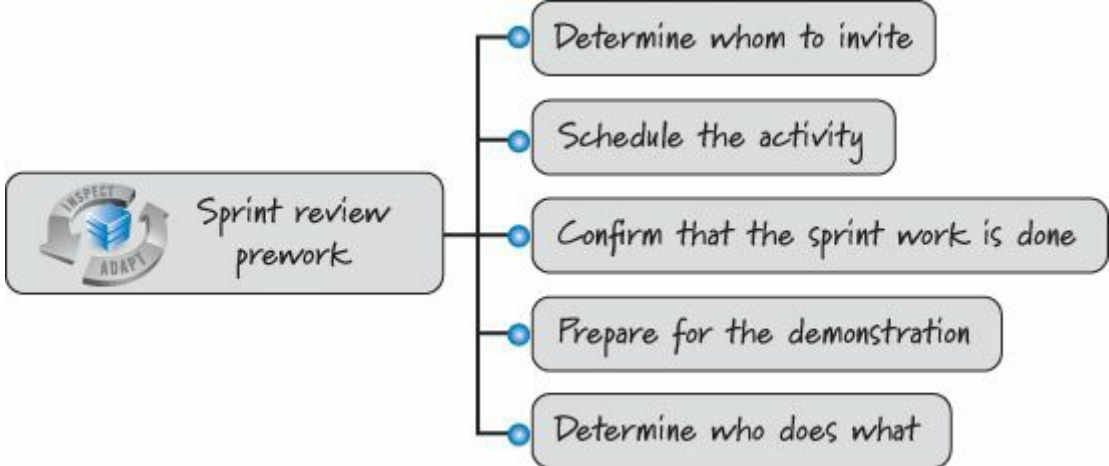 Determine whom to invite
Schedule the activity
INSPECT
ADAPT
Sprint review
prework
Confirm that the sprint work is done
Prepare for the demonstration
Determine who does what